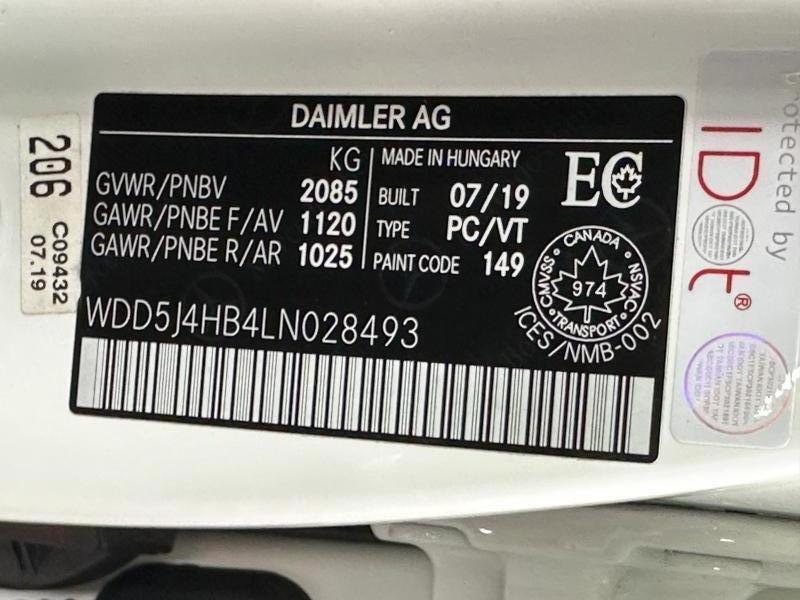 DAIMLER AG
KG
GVWR/PNBV 2085
GAWR/PNBE F/AV 1120
GAWR/PNBE R/AR 1025
MADE IN HUNGARY
BUILT 07/19
TYPE PC/VT
PAINT CODE 149
EC
CANADA
CMVSS NSVAC
974
TRANSPORT
ICES/NMB-002
WDD5J4HB4LN028493
206
C09432
07.19
Protected by
IDot®